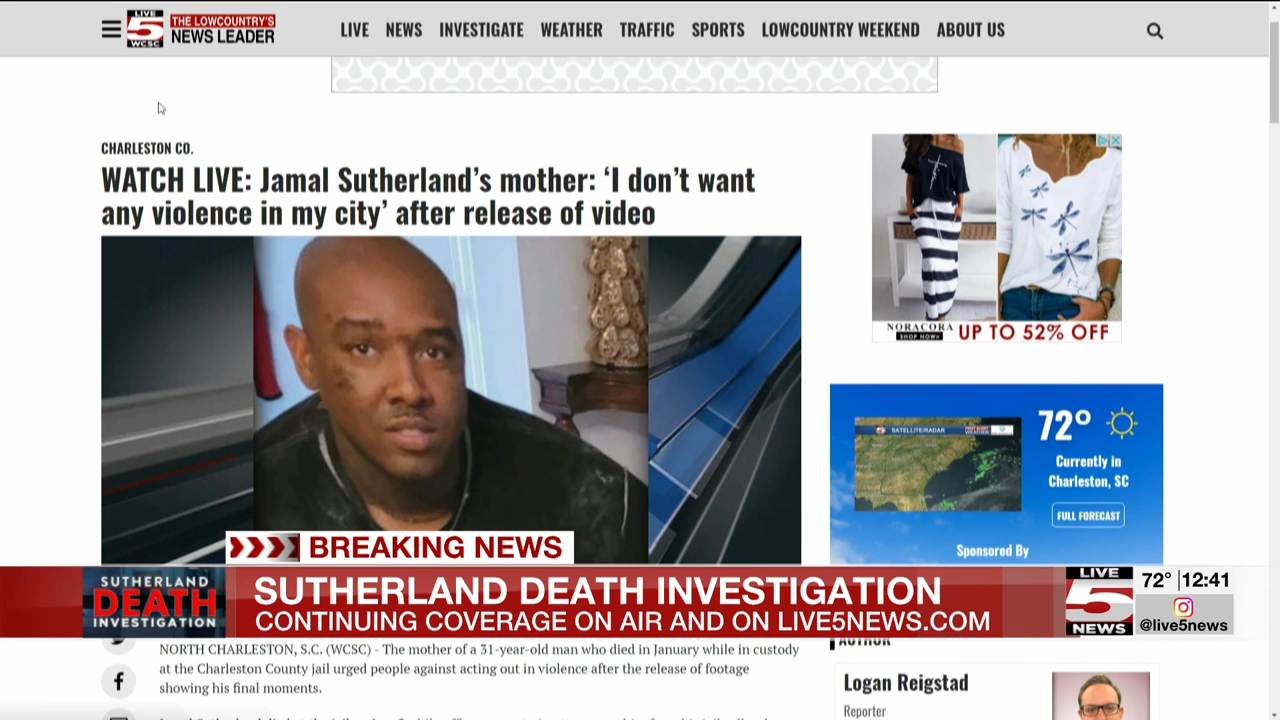 LIVE
5
WCSC
THE LOWCOUNTRY'S
NEWS LEADER
LIVE NEWS INVESTIGATE WEATHER TRAFFIC SPORTS LOWCOUNTRY WEEKEND ABOUT US
CHARLESTON CO.
WATCH LIVE: Jamal Sutherland's mother: ‘I don't want
any violence in my city’ after release of video
NORACORA
SHOP NOW»
UP TO 52% OFF
SATELLITE/RADAR
72°
Currently in
Charleston, SC
FULL FORECAST
Sponsored By
BREAKING NEWS
SUTHERLAND
DEATH
INVESTIGATION
SUTHERLAND DEATH INVESTIGATION
CONTINUING COVERAGE ON AIR AND ON LIVE5NEWS.COM
LIVE
5
NEWS
72° 12:41
@live5news
NORTH CHARLESTON, S.C. (WCSC) - The mother of a 31-year-old man who died in January while in custody
at the Charleston County jail urged people against acting out in violence after the release of footage
showing his final moments.
AUTHOR
Logan Reigstad
Reporter